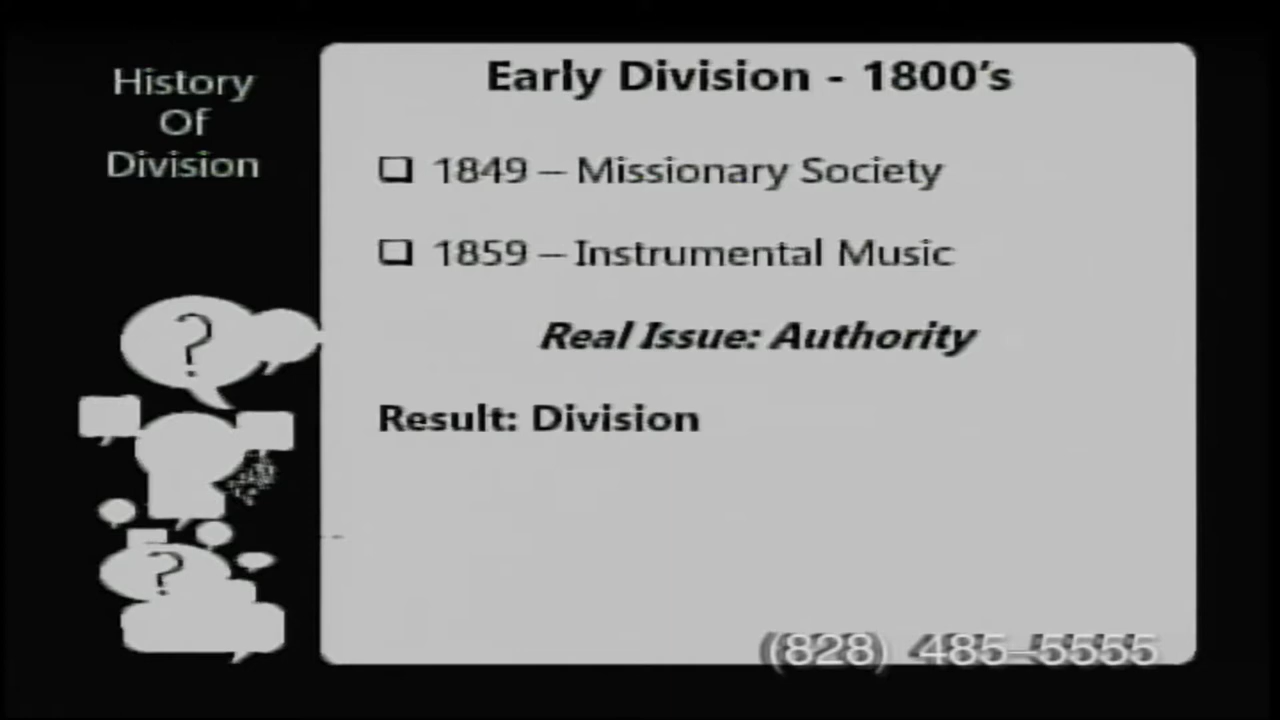 History
Of
Division
Early Division - 1800's
❑ 1849 – Missionary Society
❑ 1859 – Instrumental Music
Real Issue: Authority
Result: Division
?
?
(828) 485-5555